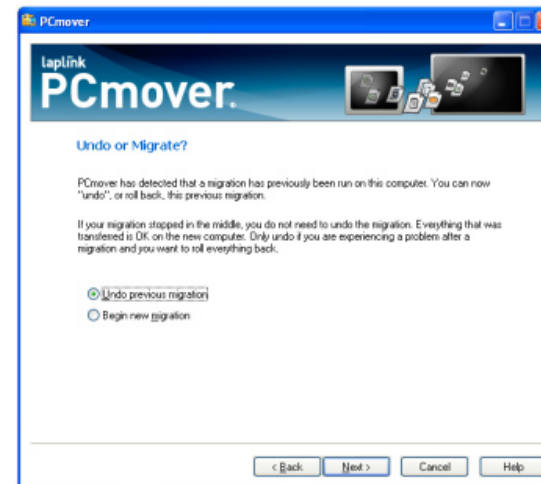 PCmover
laplink
PCmover.
Undo or Migrate?
PCmover has detected that a migration has previously been run on this computer. You can now
"undo", or roll back, this previous migration.
If your migration stopped in the middle, you do not need to undo the migration. Everything that was
transferred is OK on the new computer. Only undo if you are experiencing a problem after a
migration and you want to roll everything back.
Undo previous migration
Begin new migration
< Back Next > Cancel Help